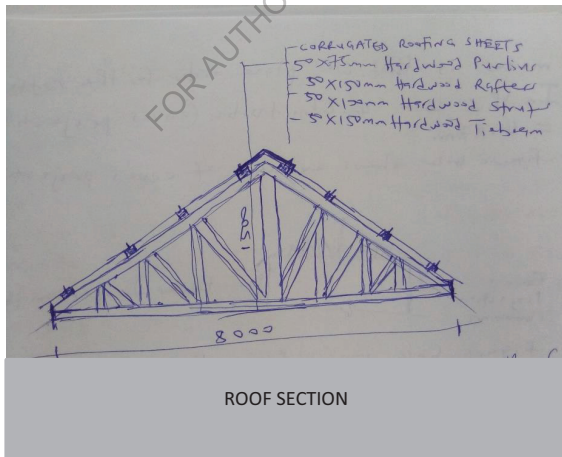 FOR AUTHO
- CORRUGATED ROOFING SHEETS
50X75mm Hardwood Purlins
- 50X150mm Hardwood Rafters
- 50X100mm Hardwood Struts
- 50X150mm Hardwood Tiebeam
8000
ROOF SECTION